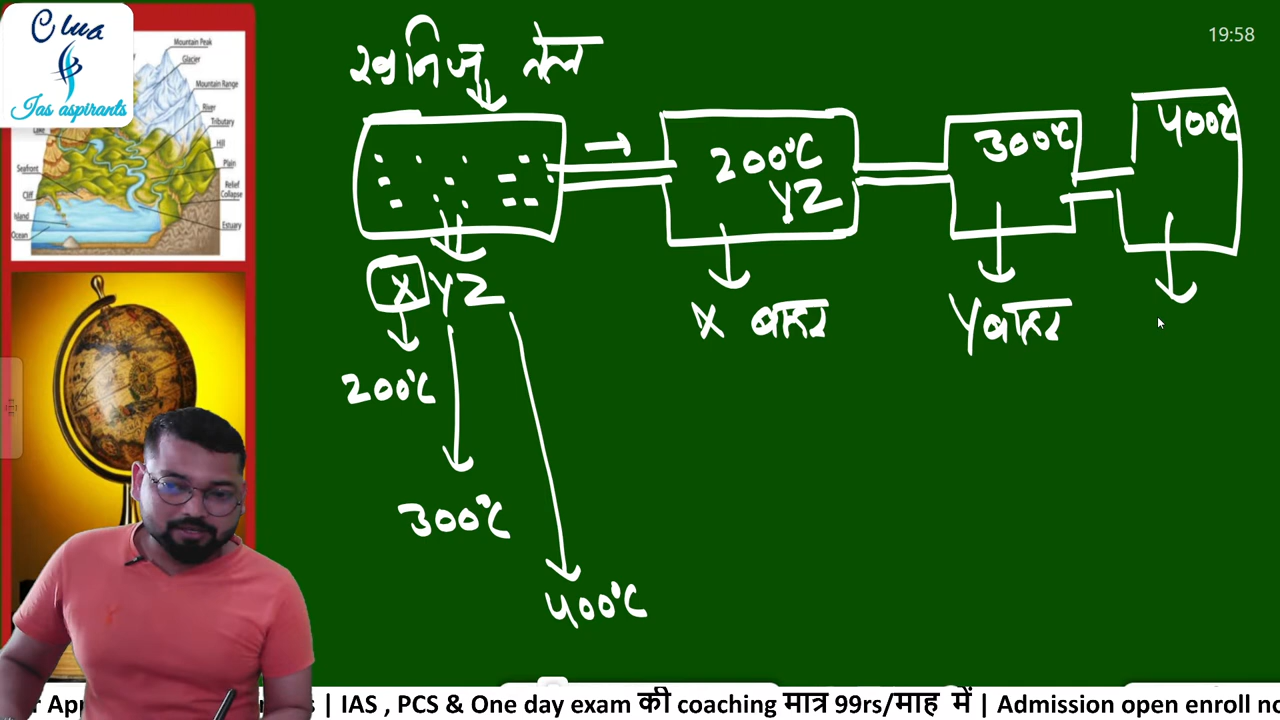 Clua
Ias aspirants
19:58
Mountain Peak
Glacier
Mountain Range
River
Tributary
Lake
Hill
Plain
Seafront
Relief
Collapse
Cliff
Island
Estuary
Ocean
खनिज तेल
200°C
YZ
300°C
400°C
X YZ
X बाहर
Y बाहर
200°C
300°C
400°C
| IAS , PCS & One day exam की coaching मात्र 99rs/माह में | Admission open enroll